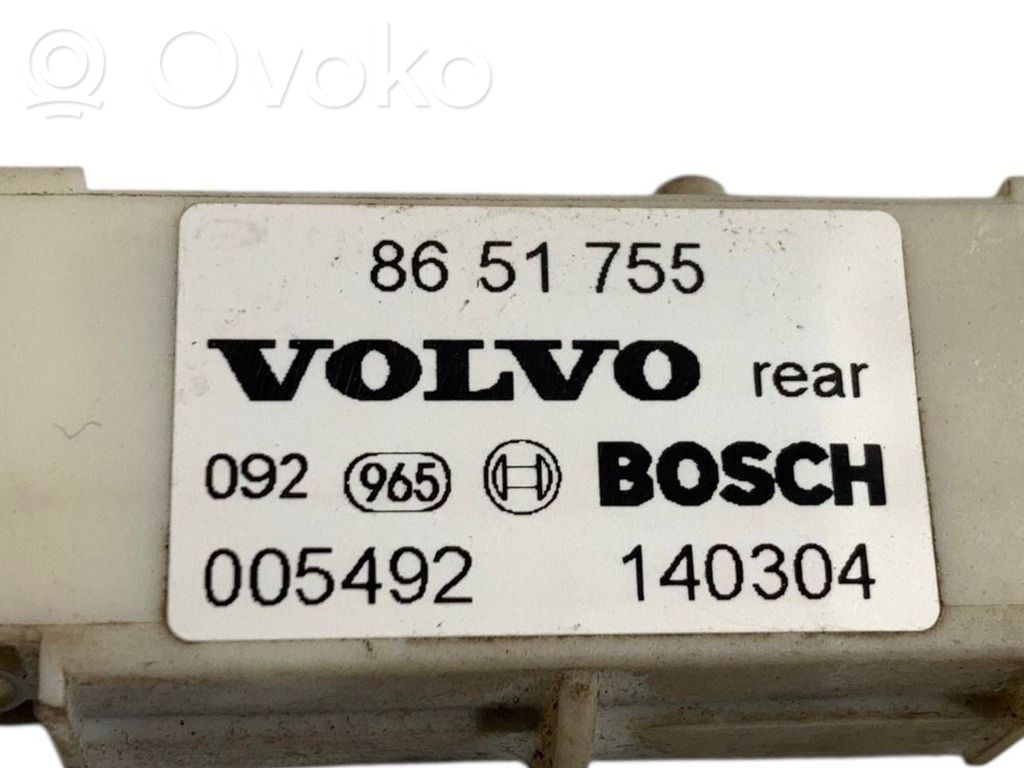 Ovoko
86 51 755
VOLVO rear
092 965 BOSCH
005492 140304